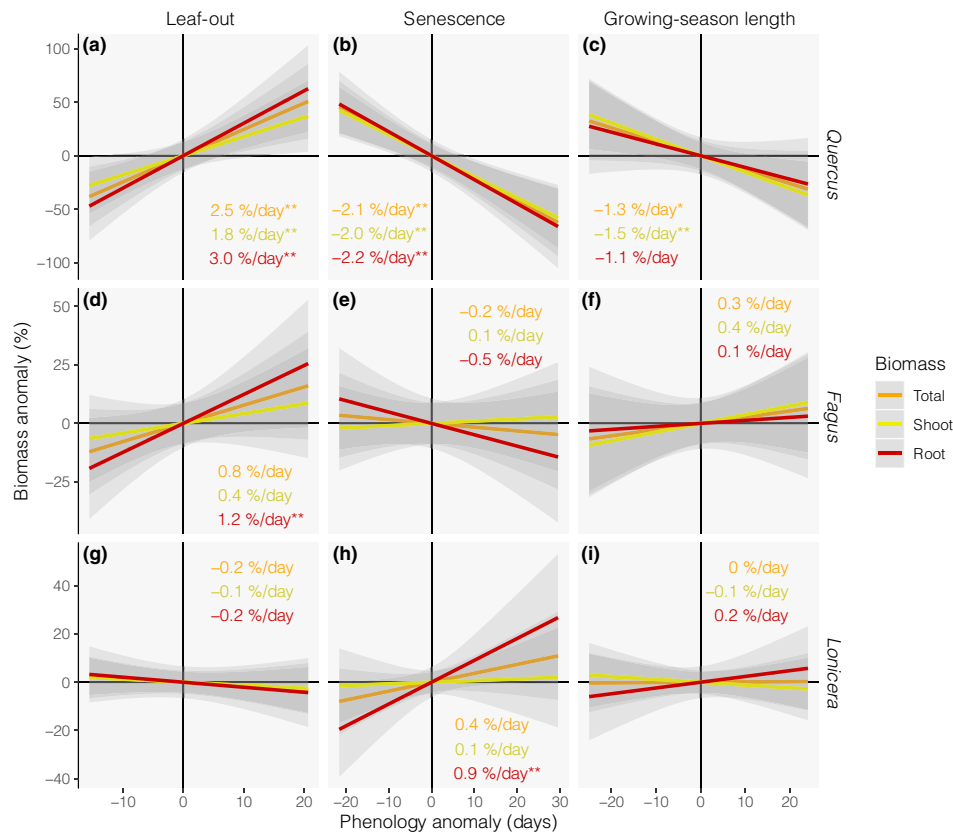 Leaf-out Senescence Growing-season length
(a) (b) (c)
100
50
0
−50
−100
2.5 %/day** −2.1 %/day** −1.3 %/day*
1.8 %/day** −2.0 %/day** −1.5 %/day**
3.0 %/day** −2.2 %/day** −1.1 %/day
Quercus
(d) (e) (f)
50
25
0
−25
−0.2 %/day 0.3 %/day
0.1 %/day 0.4 %/day
−0.5 %/day 0.1 %/day
0.8 %/day
0.4 %/day
1.2 %/day**
Fagus
Biomass anomaly (%)
Biomass
Total
Shoot
Root
(g) (h) (i)
40
20
0
−20
−40
−0.2 %/day 0 %/day
−0.1 %/day −0.1 %/day
−0.2 %/day 0.2 %/day
0.4 %/day
0.1 %/day
0.9 %/day**
Lonicera
−10 0 10 20 −20 −10 0 10 20 30 −20 −10 0 10 20
Phenology anomaly (days)